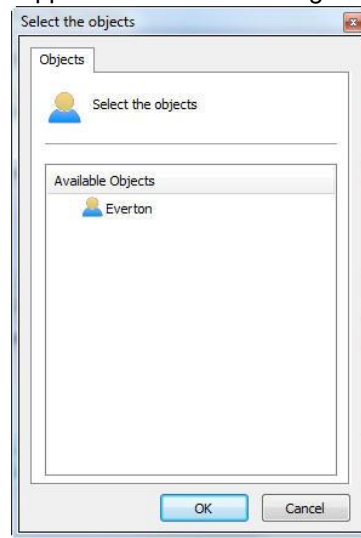 Select the objects
Objects
Select the objects
Available Objects
Everton
OK
Cancel